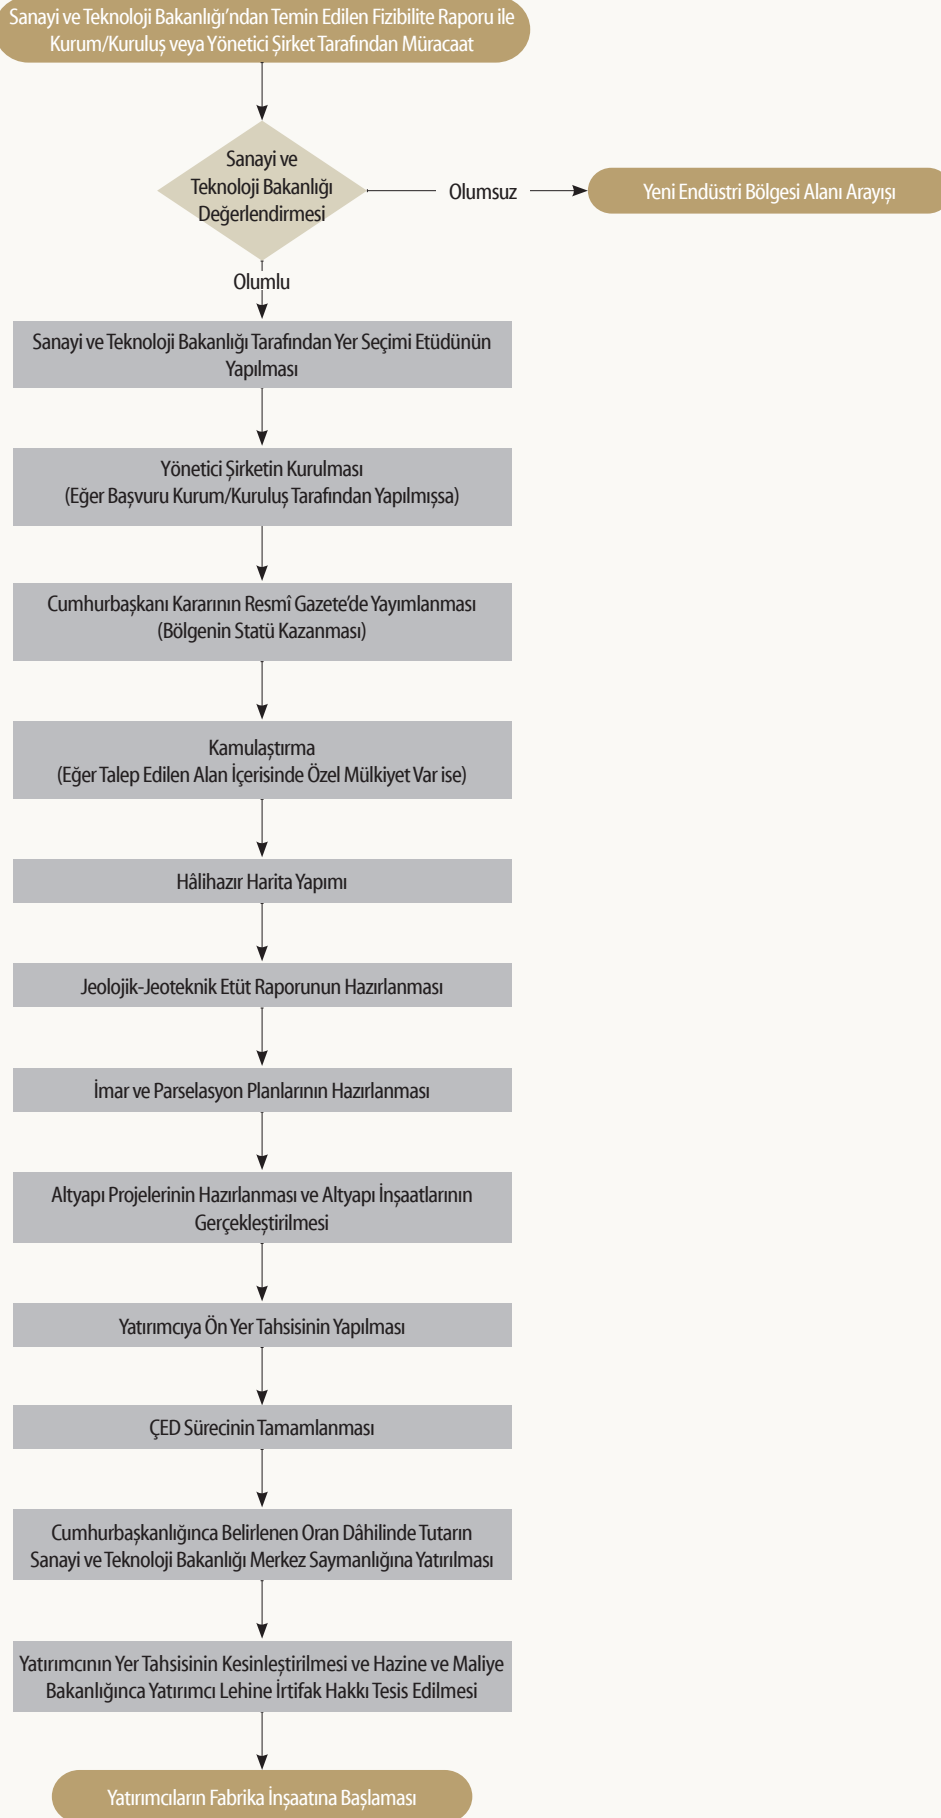 Sanayi ve Teknoloji Bakanlığı’ndan Temin Edilen Fizibilite Raporu ile
Kurum/Kuruluş veya Yönetici Şirket Tarafından Müracaat
Sanayi ve
Teknoloji Bakanlığı
Değerlendirmesi
Olumsuz
Yeni Endüstri Bölgesi Alanı Arayışı
Olumlu
Sanayi ve Teknoloji Bakanlığı Tarafından Yer Seçimi Etüdünün
Yapılması
Yönetici Şirketin Kurulması
(Eğer Başvuru Kurum/Kuruluş Tarafından Yapılmışsa)
Cumhurbaşkanı Kararının Resmî Gazete’de Yayımlanması
(Bölgenin Statü Kazanması)
Kamulaştırma
(Eğer Talep Edilen Alan İçerisinde Özel Mülkiyet Var ise)
Hâlihazır Harita Yapımı
Jeolojik-Jeoteknik Etüt Raporunun Hazırlanması
İmar ve Parselasyon Planlarının Hazırlanması
Altyapı Projelerinin Hazırlanması ve Altyapı İnşaatlarının
Gerçekleştirilmesi
Yatırımcıya Ön Yer Tahsisinin Yapılması
ÇED Sürecinin Tamamlanması
Cumhurbaşkanlığınca Belirlenen Oran Dâhilinde Tutarın
Sanayi ve Teknoloji Bakanlığı Merkez Saymanlığına Yatırılması
Yatırımcının Yer Tahsisinin Kesinleştirilmesi ve Hazine ve Maliye
Bakanlığınca Yatırımcı Lehine İrtifak Hakkı Tesis Edilmesi
Yatırımcıların Fabrika İnşaatına Başlaması